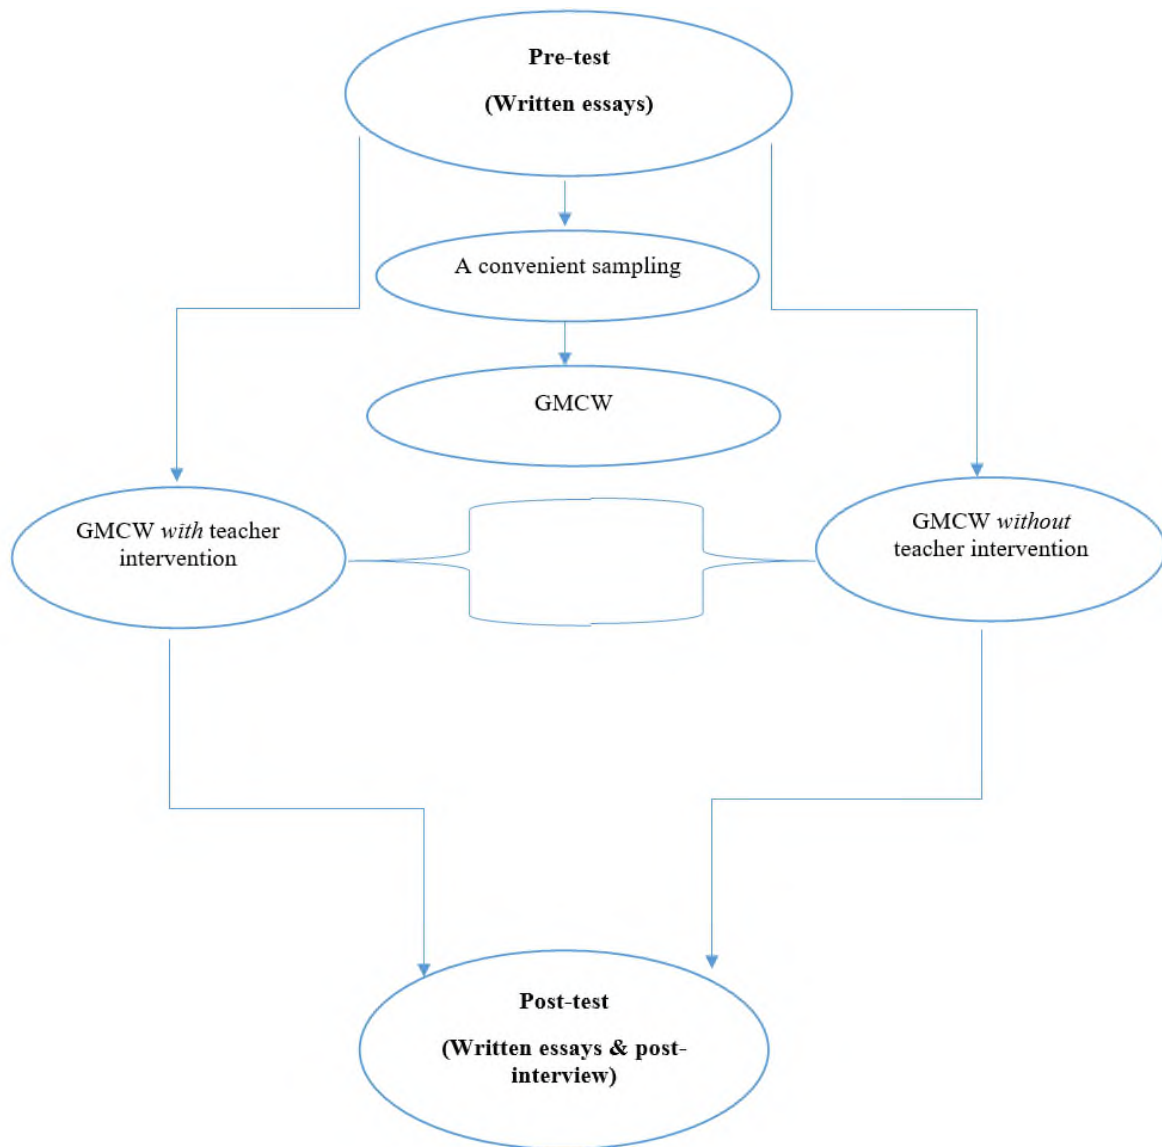 Pre-test
(Written essays)
A convenient sampling
GMCW
GMCW with teacher
intervention
GMCW without
teacher intervention
Post-test
(Written essays & post-
interview)